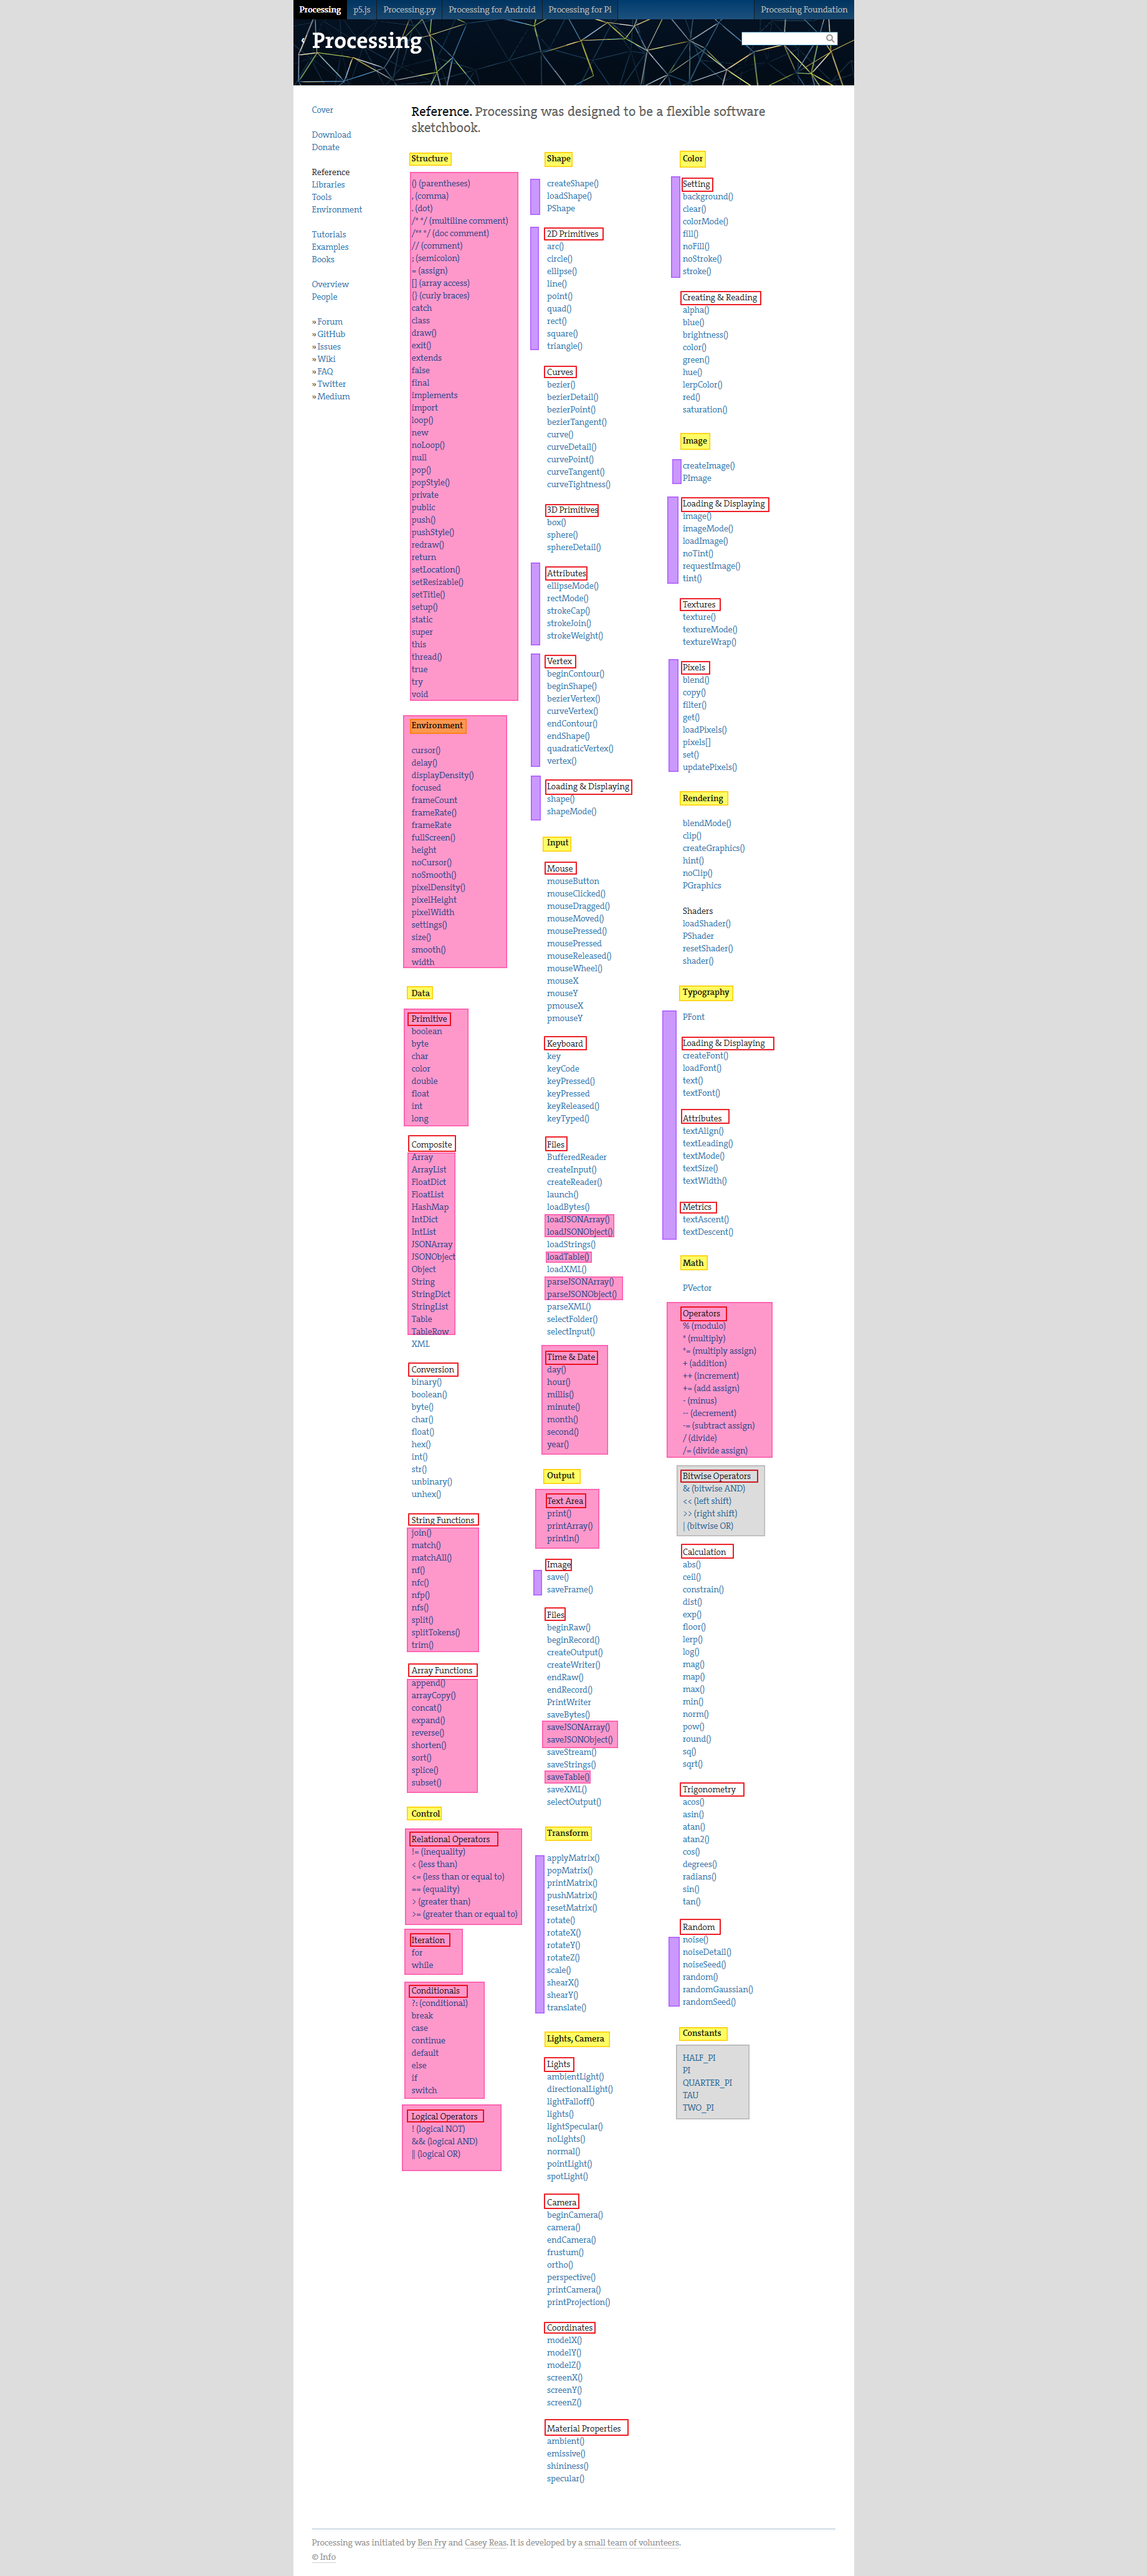 Processing p5.js Processing.py Processing for Android Processing for Pi Processing Foundation
Processing
Cover
Download
Donate
Reference
Libraries
Tools
Environment
Tutorials
Examples
Books
Overview
People
» Forum
» GitHub
» Issues
» Wiki
» FAQ
» Twitter
» Medium
Reference. Processing was designed to be a flexible software
sketchbook.
Structure
() (parentheses)
, (comma)
. (dot)
/* */ (multiline comment)
/** */ (doc comment)
// (comment)
; (semicolon)
= (assign)
[] (array access)
{} (curly braces)
catch
class
draw()
exit()
extends
false
final
implements
import
loop()
new
noLoop()
null
pop()
popStyle()
private
public
push()
pushStyle()
redraw()
return
setLocation()
setResizable()
setTitle()
setup()
static
super
this
thread()
true
try
void
Environment
cursor()
delay()
displayDensity()
focused
frameCount
frameRate()
frameRate
fullScreen()
height
noCursor()
noSmooth()
pixelDensity()
pixelHeight
pixelWidth
settings()
size()
smooth()
width
Data
Primitive
boolean
byte
char
color
double
float
int
long
Composite
Array
ArrayList
FloatDict
FloatList
HashMap
IntDict
IntList
JSONArray
JSONObject
Object
String
StringDict
StringList
Table
TableRow
XML
Conversion
binary()
boolean()
byte()
char()
float()
hex()
int()
str()
unbinary()
unhex()
String Functions
join()
match()
matchAll()
nf()
nfc()
nfp()
nfs()
split()
splitTokens()
trim()
Array Functions
append()
arrayCopy()
concat()
expand()
reverse()
shorten()
sort()
splice()
subset()
Control
Relational Operators
!= (inequality)
< (less than)
<= (less than or equal to)
== (equality)
> (greater than)
>= (greater than or equal to)
Iteration
for
while
Conditionals
?: (conditional)
break
case
continue
default
else
if
switch
Logical Operators
! (logical NOT)
&& (logical AND)
|| (logical OR)
Shape
createShape()
loadShape()
PShape
2D Primitives
arc()
circle()
ellipse()
line()
point()
quad()
rect()
square()
triangle()
Curves
bezier()
bezierDetail()
bezierPoint()
bezierTangent()
curve()
curveDetail()
curvePoint()
curveTangent()
curveTightness()
3D Primitives
box()
sphere()
sphereDetail()
Attributes
ellipseMode()
rectMode()
strokeCap()
strokeJoin()
strokeWeight()
Vertex
beginContour()
beginShape()
bezierVertex()
curveVertex()
endContour()
endShape()
quadraticVertex()
vertex()
Loading & Displaying
shape()
shapeMode()
Input
Mouse
mouseButton
mouseClicked()
mouseDragged()
mouseMoved()
mousePressed()
mousePressed
mouseReleased()
mouseWheel()
mouseX
mouseY
pmouseX
pmouseY
Keyboard
key
keyCode
keyPressed()
keyPressed
keyReleased()
keyTyped()
Files
BufferedReader
createInput()
createReader()
launch()
loadBytes()
loadJSONArray()
loadJSONObject()
loadStrings()
loadTable()
loadXML()
parseJSONArray()
parseJSONObject()
parseXML()
selectFolder()
selectInput()
Time & Date
day()
hour()
millis()
minute()
month()
second()
year()
Output
Text Area
print()
printArray()
println()
Image
save()
saveFrame()
Files
beginRaw()
beginRecord()
createOutput()
createWriter()
endRaw()
endRecord()
PrintWriter
saveBytes()
saveJSONArray()
saveJSONObject()
saveStream()
saveStrings()
saveTable()
saveXML()
selectOutput()
Transform
applyMatrix()
popMatrix()
printMatrix()
pushMatrix()
resetMatrix()
rotate()
rotateX()
rotateY()
rotateZ()
scale()
shearX()
shearY()
translate()
Lights, Camera
Lights
ambientLight()
directionalLight()
lightFalloff()
lights()
lightSpecular()
noLights()
normal()
pointLight()
spotLight()
Camera
beginCamera()
camera()
endCamera()
frustum()
ortho()
perspective()
printCamera()
printProjection()
Coordinates
modelX()
modelY()
modelZ()
screenX()
screenY()
screenZ()
Material Properties
ambient()
emissive()
shininess()
specular()
Color
Setting
background()
clear()
colorMode()
fill()
noFill()
noStroke()
stroke()
Creating & Reading
alpha()
blue()
brightness()
color()
green()
hue()
lerpColor()
red()
saturation()
Image
createImage()
PImage
Loading & Displaying
image()
imageMode()
loadImage()
noTint()
requestImage()
tint()
Textures
texture()
textureMode()
textureWrap()
Pixels
blend()
copy()
filter()
get()
loadPixels()
pixels[]
set()
updatePixels()
Rendering
blendMode()
clip()
createGraphics()
hint()
noClip()
PGraphics
Shaders
loadShader()
PShader
resetShader()
shader()
Typography
PFont
Loading & Displaying
createFont()
loadFont()
text()
textFont()
Attributes
textAlign()
textLeading()
textMode()
textSize()
textWidth()
Metrics
textAscent()
textDescent()
Math
PVector
Operators
% (modulo)
* (multiply)
*= (multiply assign)
+ (addition)
++ (increment)
+= (add assign)
- (minus)
-- (decrement)
-= (subtract assign)
/ (divide)
/= (divide assign)
Bitwise Operators
& (bitwise AND)
<< (left shift)
>> (right shift)
| (bitwise OR)
Calculation
abs()
ceil()
constrain()
dist()
exp()
floor()
lerp()
log()
mag()
map()
max()
min()
norm()
pow()
round()
sq()
sqrt()
Trigonometry
acos()
asin()
atan()
atan2()
cos()
degrees()
radians()
sin()
tan()
Random
noise()
noiseDetail()
noiseSeed()
random()
randomGaussian()
randomSeed()
Constants
HALF_PI
PI
QUARTER_PI
TAU
TWO_PI
Processing was initiated by Ben Fry and Casey Reas. It is developed by a small team of volunteers.
© Info